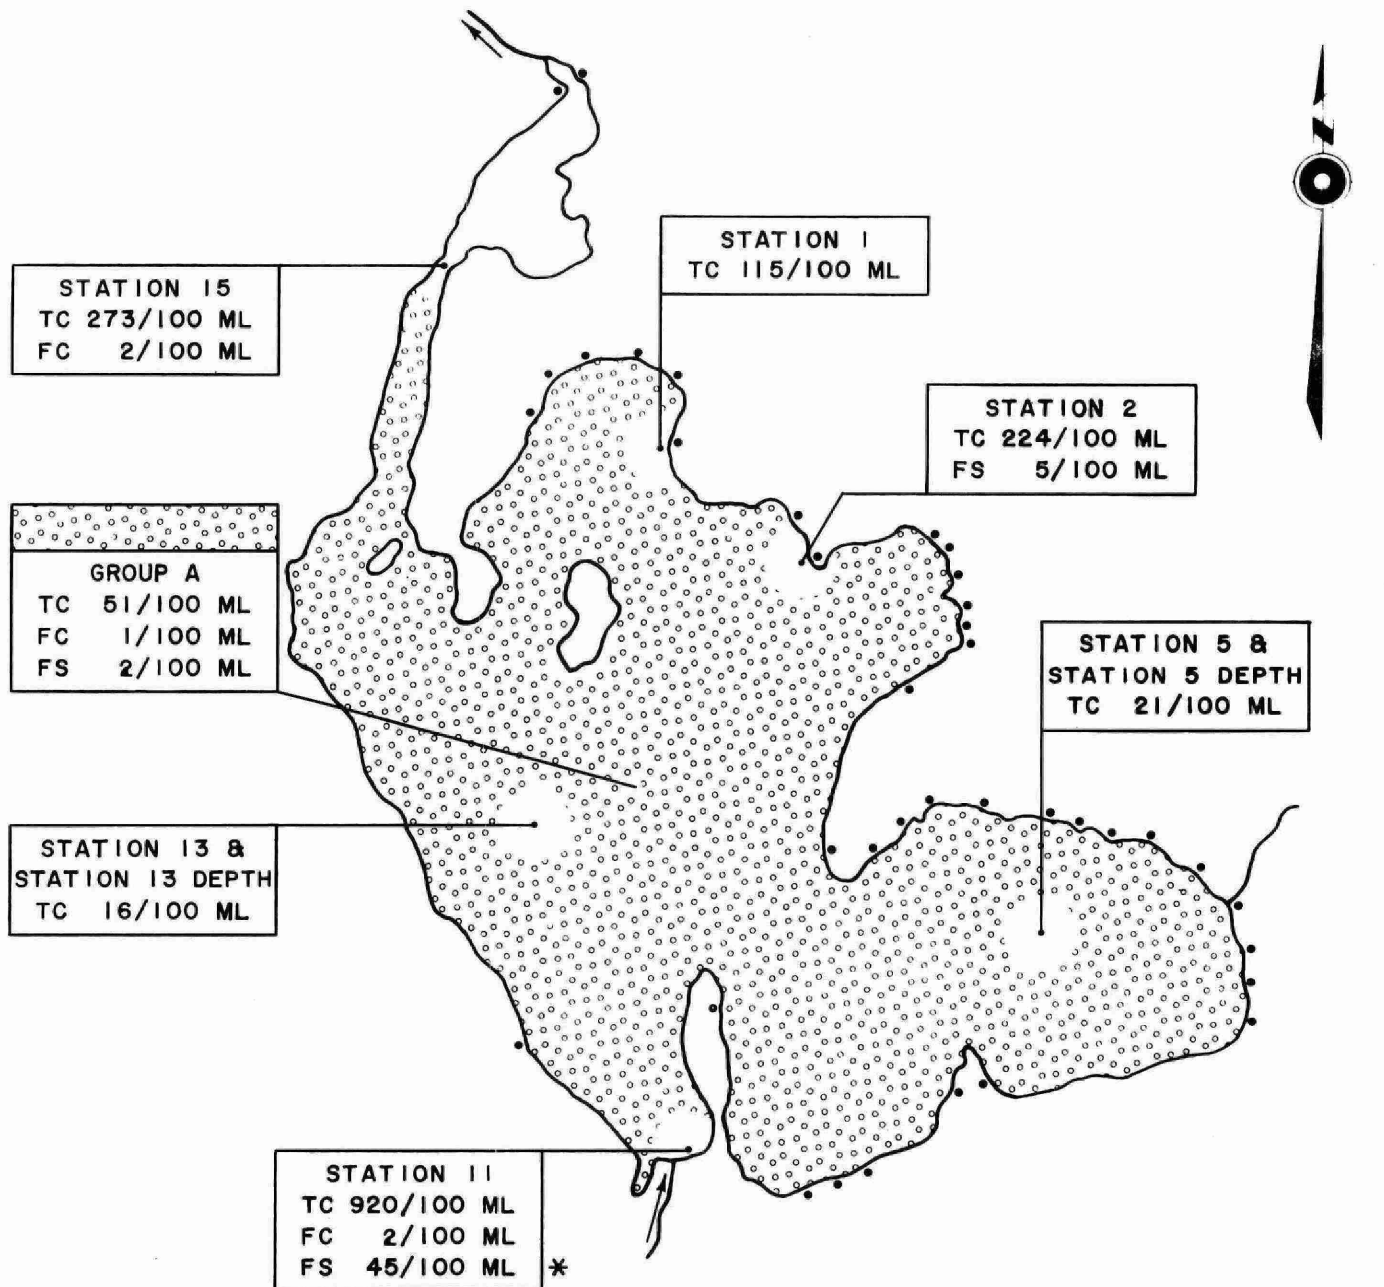 N
STATION 1
TC 115/100 ML
STATION 15
TC 273/100 ML
FC 2/100 ML
STATION 2
TC 224/100 ML
FS 5/100 ML
GROUP A
TC 51/100 ML
FC 1/100 ML
FS 2/100 ML
STATION 5 &
STATION 5 DEPTH
TC 21/100 ML
STATION 13 &
STATION 13 DEPTH
TC 16/100 ML
STATION 11
TC 920/100 ML
FC 2/100 ML
FS 45/100 ML *